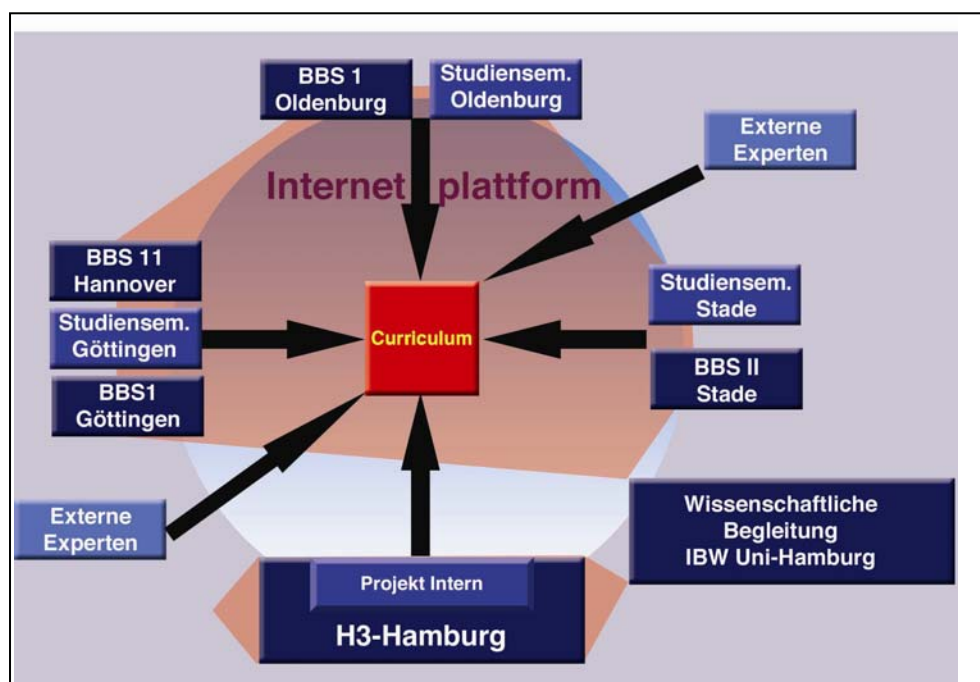 BBS 1
Oldenburg
Studiensem.
Oldenburg
Externe
Experten
Internet plattform
BBS 11
Hannover
Studiensem.
Göttingen
BBS1
Göttingen
Curriculum
Studiensem.
Stade
BBS II
Stade
Externe
Experten
Wissenschaftliche
Begleitung
IBW Uni-Hamburg
Projekt Intern
H3-Hamburg